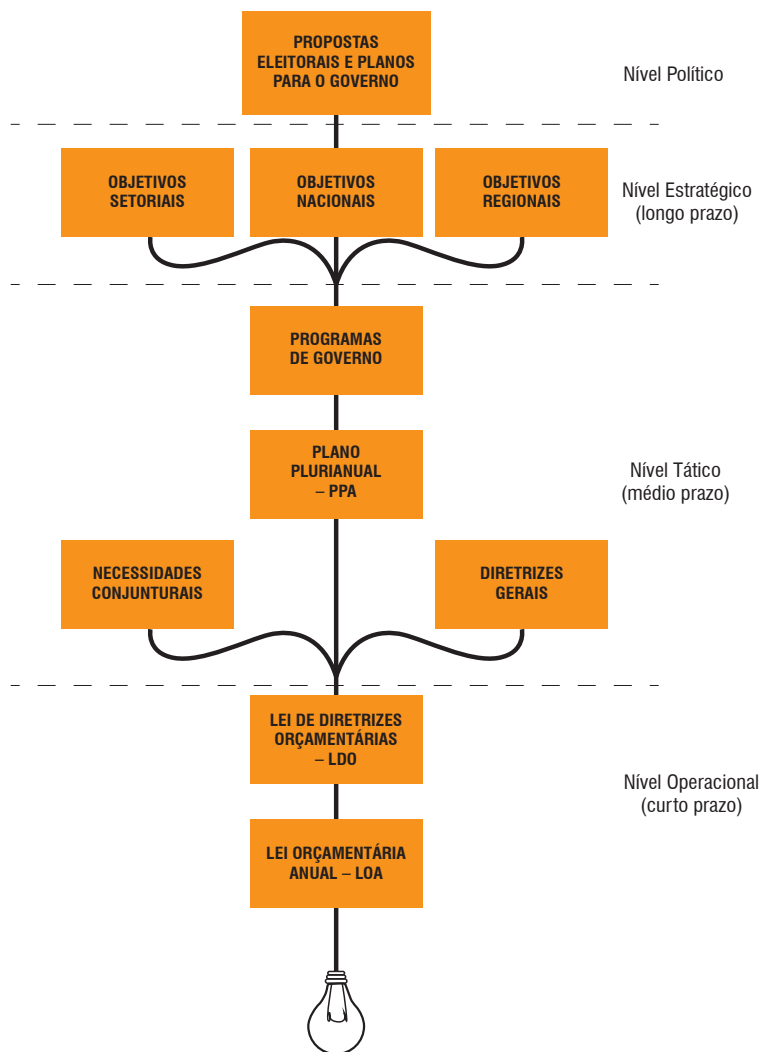 PROPOSTAS
ELEITORAIS E PLANOS
PARA O GOVERNO
Nível Político
OBJETIVOS
SETORIAIS
OBJETIVOS
NACIONAIS
OBJETIVOS
REGIONAIS
Nível Estratégico
(longo prazo)
PROGRAMAS
DE GOVERNO
PLANO
PLURIANUAL
– PPA
Nível Tático
(médio prazo)
NECESSIDADES
CONJUNTURAIS
DIRETRIZES
GERAIS
LEI DE DIRETRIZES
ORÇAMENTÁRIAS
– LDO
Nível Operacional
(curto prazo)
LEI ORÇAMENTÁRIA
ANUAL – LOA